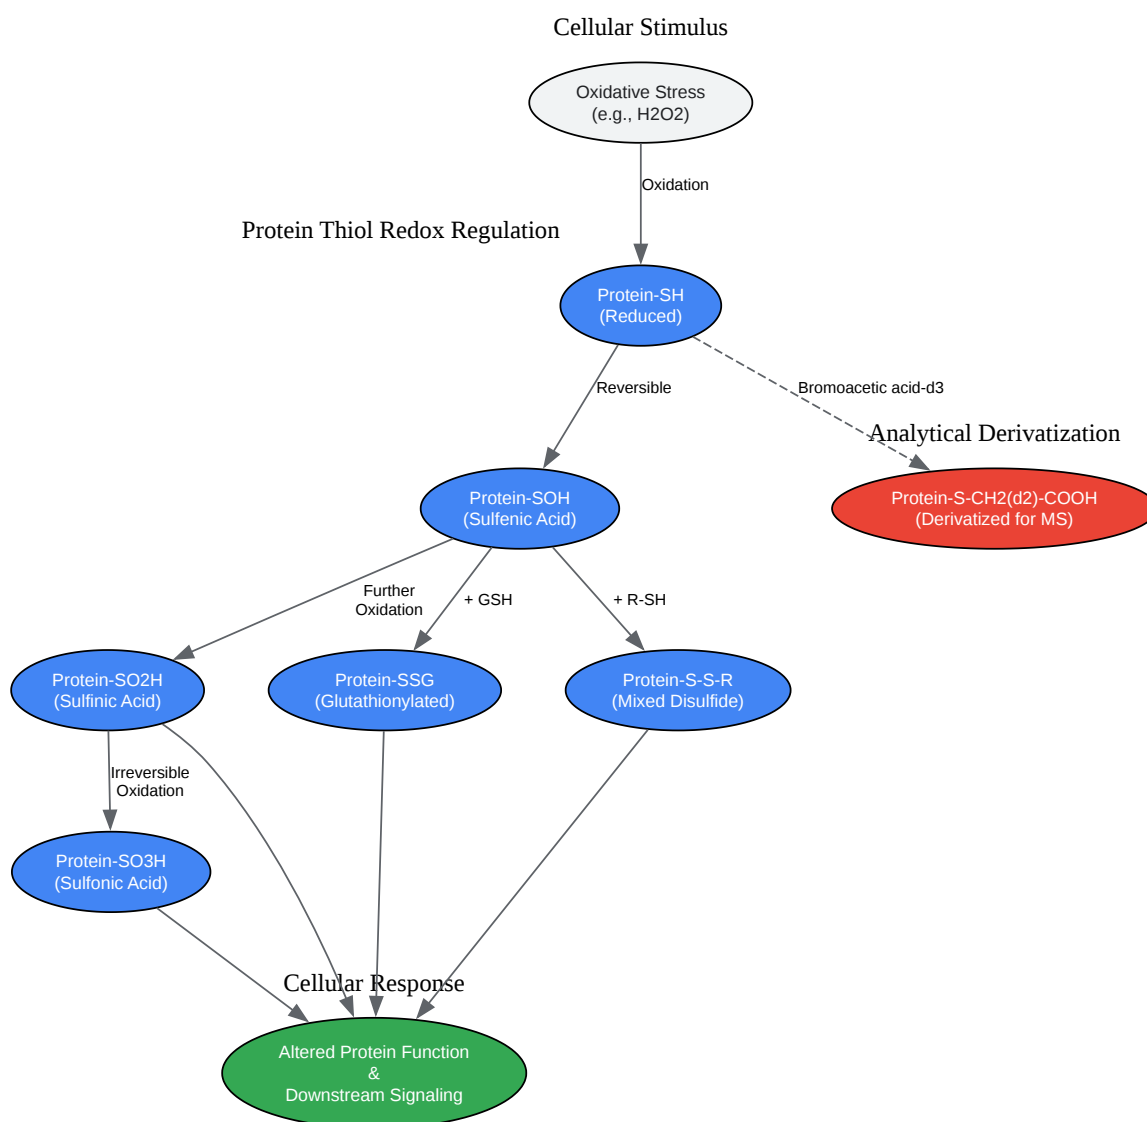 Cellular Stimulus
Oxidative Stress
(e.g., H2O2)
Oxidation
Protein Thiol Redox Regulation
Protein-SH
(Reduced)
Reversible
Bromoacetic acid-d3
Analytical Derivatization
Protein-SOH
(Sulfenic Acid)
Protein-S-CH2(d2)-COOH
(Derivatized for MS)
Further
Oxidation
+ GSH
+ R-SH
Protein-SO2H
(Sulfinic Acid)
Protein-SSG
(Glutathionylated)
Protein-S-S-R
(Mixed Disulfide)
Irreversible
Oxidation
Protein-SO3H
(Sulfonic Acid)
Cellular Response
Altered Protein Function
&
Downstream Signaling